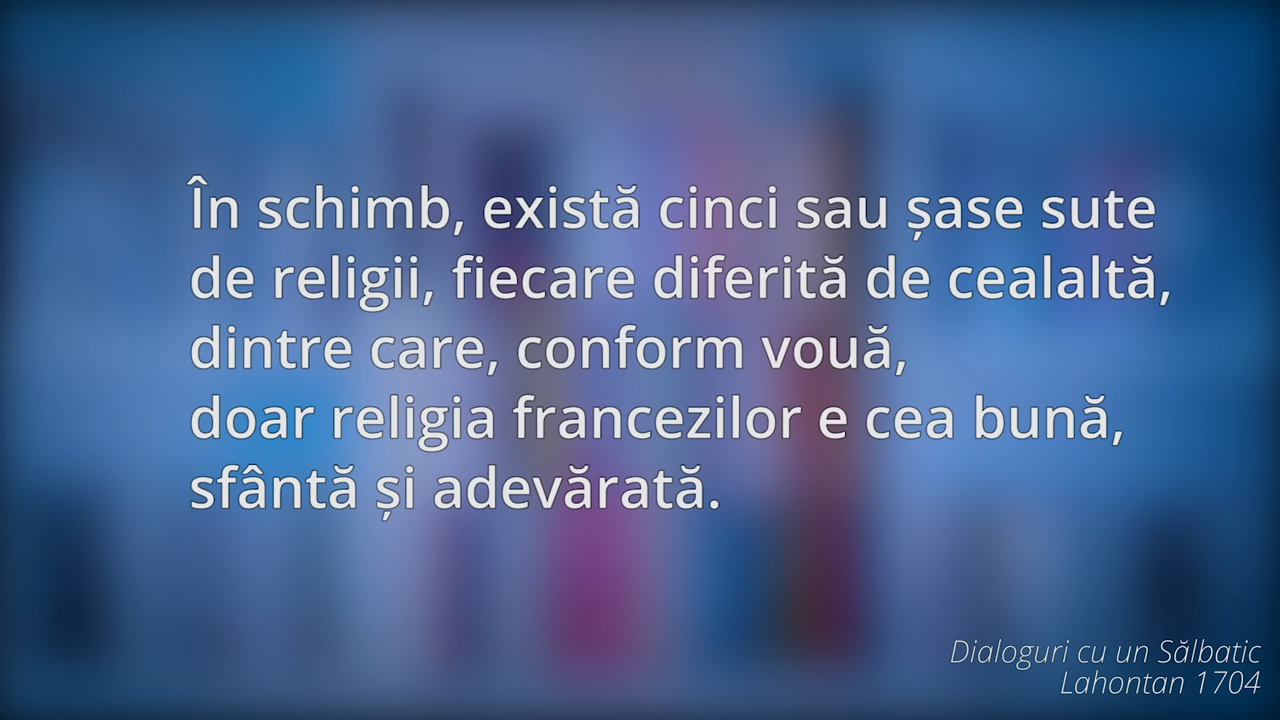 În schimb, există cinci sau șase sute
de religii, fiecare diferită de cealaltă,
dintre care, conform vouă,
doar religia francezilor e cea bună,
sfântă și adevărată.
Dialoguri cu un Sălbatic
Lahontan 1704